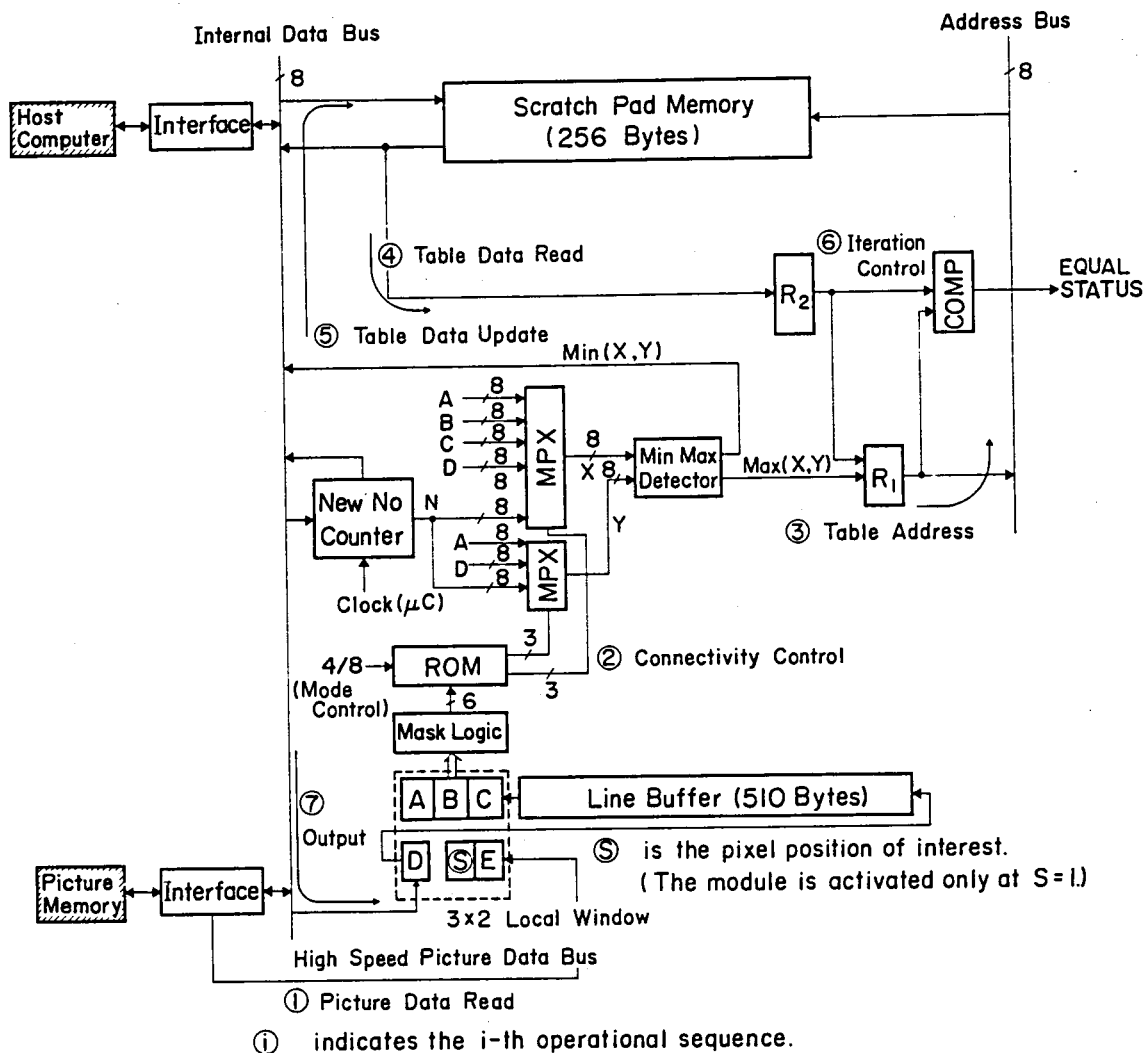 Internal Data Bus
Address Bus
8
8
Host Computer
Interface
Scratch Pad Memory
(256 Bytes)
④ Table Data Read
⑥ Iteration Control
R2
COMP
EQUAL STATUS
⑤ Table Data Update
Min(X,Y)
A 8
B 8
C 8
D 8
8
8
MPX
8
X
8
Y
Min Max Detector
Max(X,Y)
R1
③ Table Address
New No Counter
N
Clock(μC)
A 8
D 8
8
MPX
3
3
② Connectivity Control
4/8
(Mode Control)
ROM
6
Mask Logic
A B C
Line Buffer (510 Bytes)
⑦ Output
D Ⓢ E
Ⓢ is the pixel position of interest.
(The module is activated only at S=1.)
3×2 Local Window
Picture Memory
Interface
High Speed Picture Data Bus
① Picture Data Read
ⓘ indicates the i-th operational sequence.